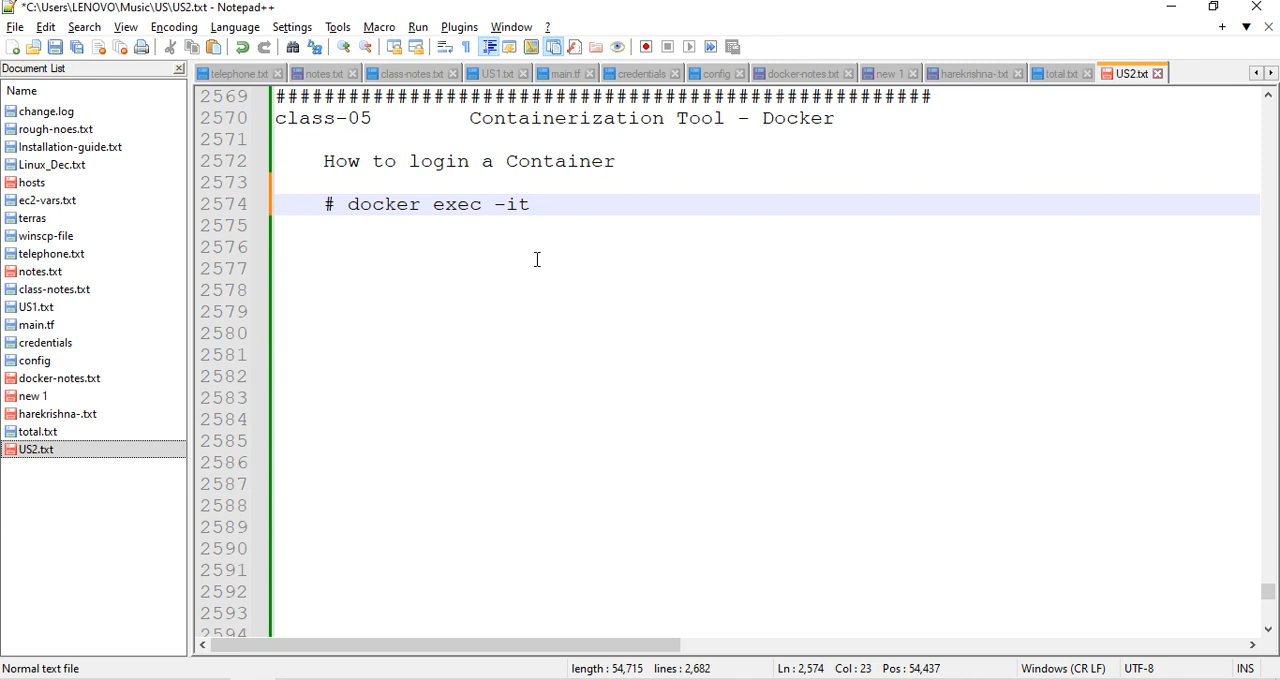 *C:\Users\LENOVO\Music\US\US2.txt - Notepad++
File Edit Search View Encoding Language Settings Tools Macro Run Plugins Window ?
Document List
telephone.txt notes.txt class-notes.txt US1.txt main.tf credentials config docker-notes.txt new 1 harekrishna-.txt total.txt US2.txt
Name
change.log
rough-noes.txt
Installation-guide.txt
Linux_Dec.txt
hosts
ec2-vars.txt
terras
winscp-file
telephone.txt
notes.txt
class-notes.txt
US1.txt
main.tf
credentials
config
docker-notes.txt
new 1
harekrishna-.txt
total.txt
US2.txt
2569 ######################################################
2570 class-05 Containerization Tool - Docker
2571
2572 How to login a Container
2573
2574 # docker exec -it
2575
2576
2577
2578
2579
2580
2581
2582
2583
2584
2585
2586
2587
2588
2589
2590
2591
2592
2593
2594
Normal text file length : 54,715 lines : 2,682 Ln : 2,574 Col : 23 Pos : 54,437 Windows (CR LF) UTF-8 INS